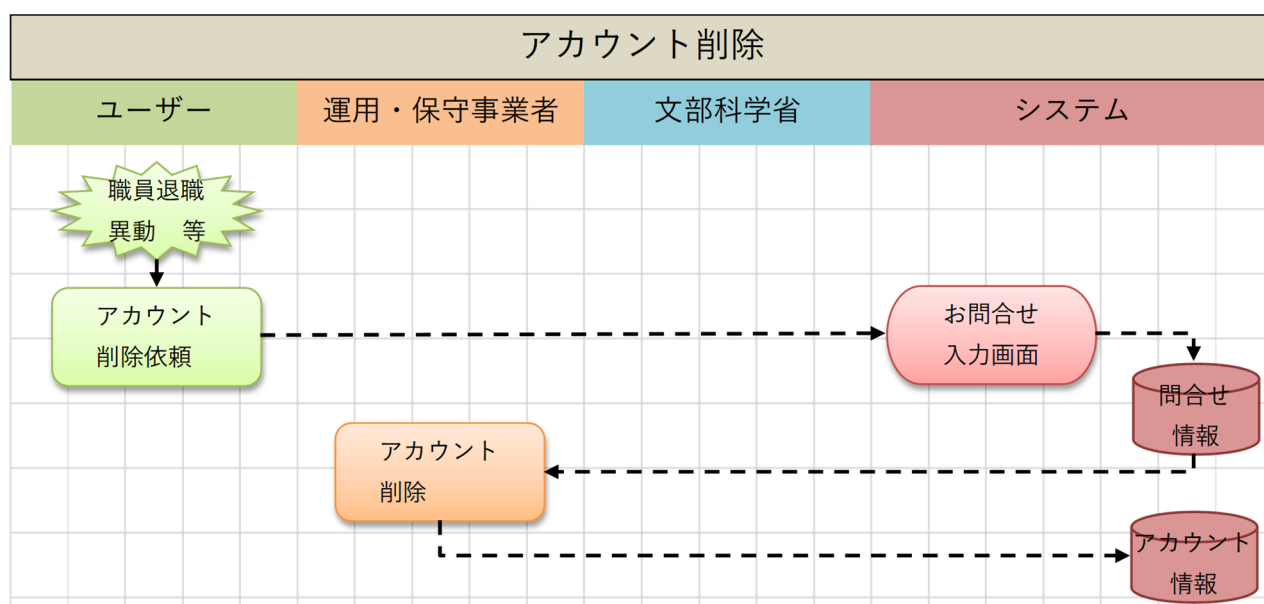 アカウント削除
ユーザー
運用・保守事業者
文部科学省
システム
職員退職
異動　等
アカウント
削除依頼
お問合せ
入力画面
問合せ
情報
アカウント
削除
アカウント
情報